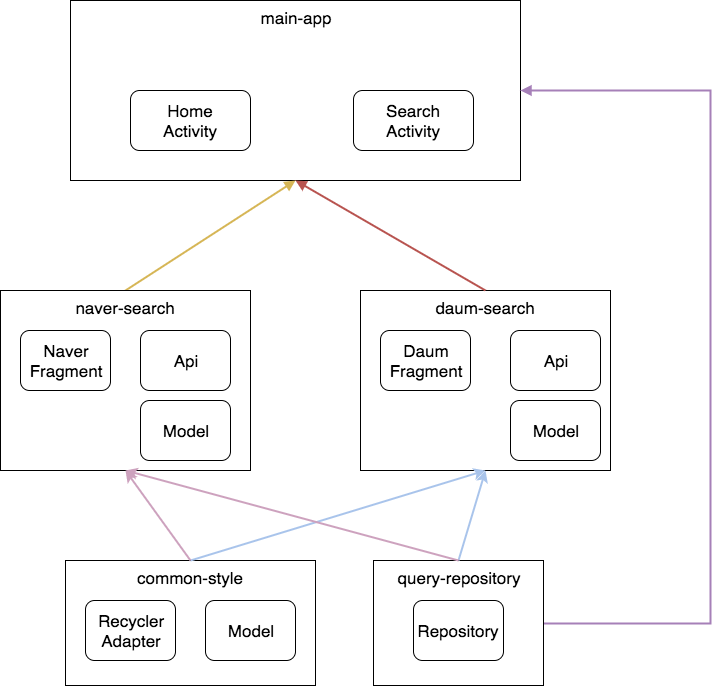 main-app
Home
Activity
Search
Activity
naver-search
Naver
Fragment
Api
Model
daum-search
Daum
Fragment
Api
Model
common-style
Recycler
Adapter
Model
query-repository
Repository